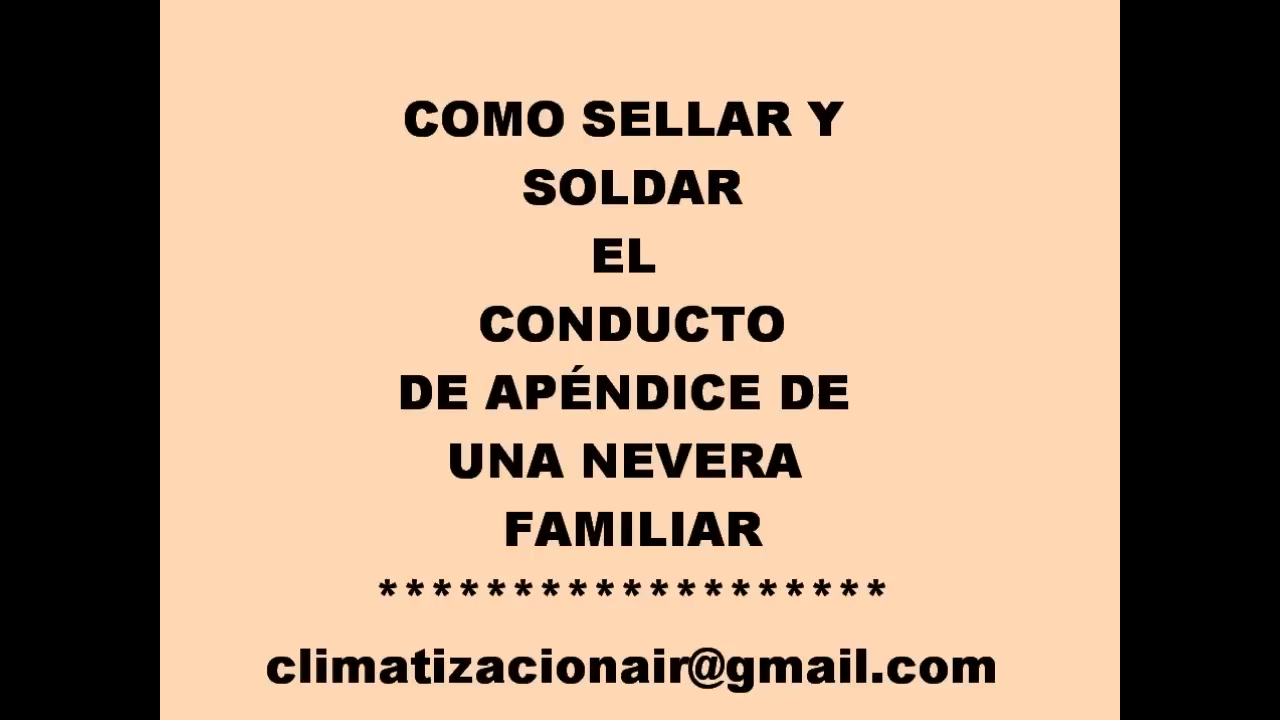 COMO SELLAR Y
SOLDAR
EL
CONDUCTO
DE APÉNDICE DE
UNA NEVERA
FAMILIAR
*******************
climatizacionair@gmail.com